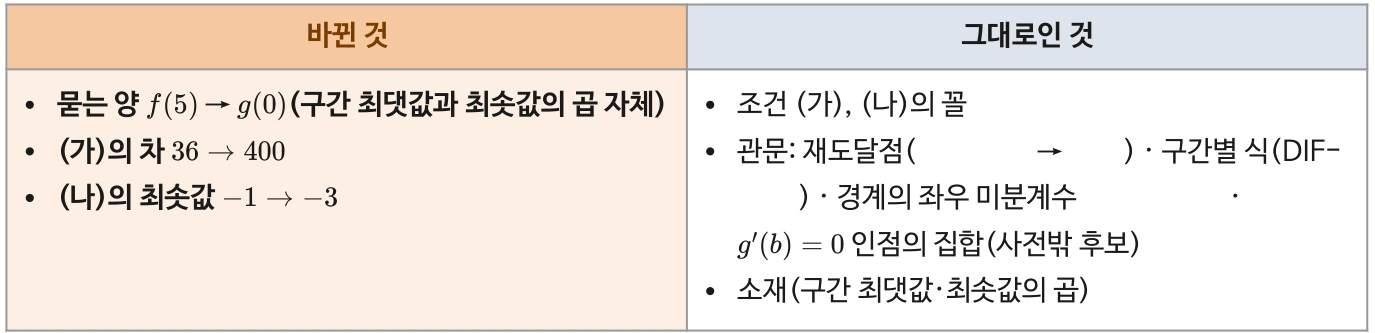 바뀐 것
그대로인 것
• 묻는 양 f(5) → g(0)(구간 최댓값과 최솟값의 곱 자체)
• (가)의 차 36 → 400
• (나)의 최솟값 −1 → −3
• 조건 (가), (나)의 꼴
• 관문: 재도달점( → ) · 구간별 식(DIF-
) · 경계의 좌우 미분계수 ·
g′(b) = 0 인점의 집합(사전밖 후보)
• 소재(구간 최댓값·최솟값의 곱)